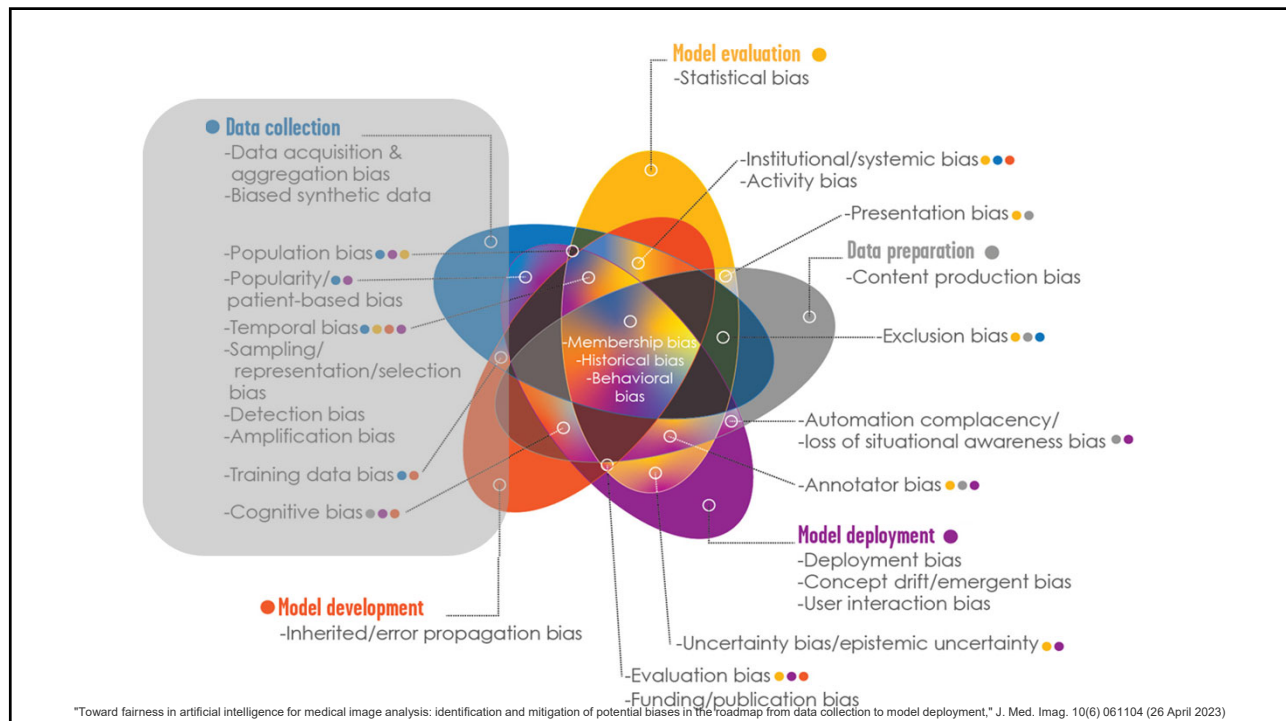 Model evaluation
-Statistical bias
Data collection
-Data acquisition &
aggregation bias
-Biased synthetic data
-Population bias
-Popularity/
patient-based bias
-Temporal bias
-Sampling/
representation/selection
bias
-Detection bias
-Amplification bias
-Training data bias
-Cognitive bias
-Institutional/systemic bias
-Activity bias
-Presentation bias
Data preparation
-Content production bias
-Exclusion bias
-Membership bias
-Historical bias
-Behavioral
bias
-Automation complacency/
-loss of situational awareness bias
-Annotator bias
Model deployment
-Deployment bias
-Concept drift/emergent bias
-User interaction bias
Model development
-Inherited/error propagation bias
-Uncertainty bias/epistemic uncertainty
-Evaluation bias
-Funding/publication bias
"Toward fairness in artificial intelligence for medical image analysis: identification and mitigation of potential biases in the roadmap from data collection to model deployment," J. Med. Imag. 10(6) 061104 (26 April 2023)